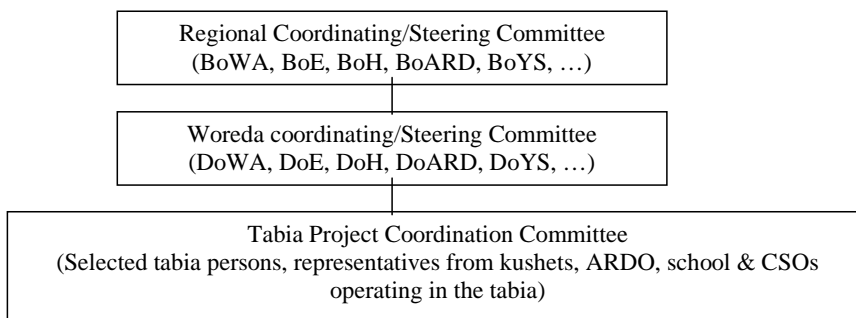 Regional Coordinating/Steering Committee
(BoWA, BoE, BoH, BoARD, BoYS, …)
Woreda coordinating/Steering Committee
(DoWA, DoE, DoH, DoARD, DoYS, …)
Tabia Project Coordination Committee
(Selected tabia persons, representatives from kushets, ARDO, school & CSOs
operating in the tabia)